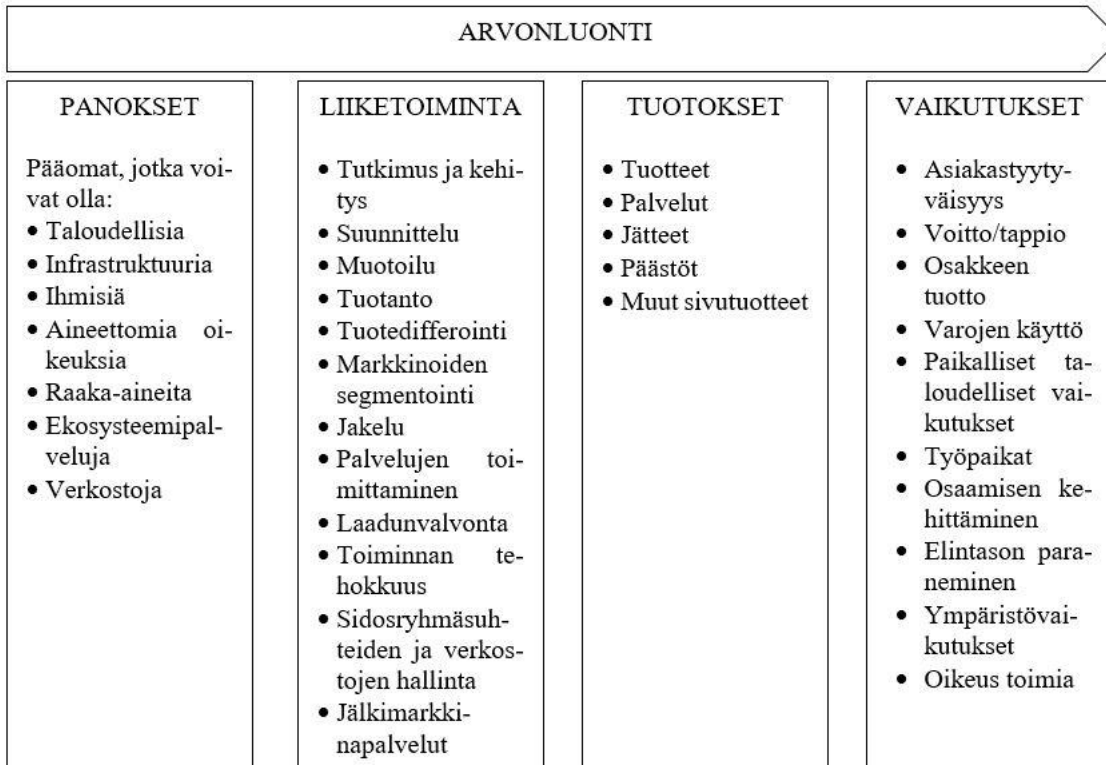 ARVONLUONTI
PANOKSET
Pääomat, jotka voi-
vat olla:
• Taloudellisia
• Infrastruktuuria
• Ihmisiä
• Aineettomia oi-
keuksia
• Raaka-aineita
• Ekosysteemipal-
veluja
• Verkostoja
LIIKETOIMINTA
• Tutkimus ja kehi-
tys
• Suunnittelu
• Muotoilu
• Tuotanto
• Tuotedifferointi
• Markkinoiden
segmentointi
• Jakelu
• Palvelujen toi-
mittaminen
• Laadunvalvonta
• Toiminnan te-
hokkuus
• Sidosryhmäsuh-
teiden ja verkos-
tojen hallinta
• Jälkimarkki-
napalvelut
TUOTOKSET
• Tuotteet
• Palvelut
• Jätteet
• Päästöt
• Muut sivutuotteet
VAIKUTUKSET
• Asiakastyyty-
väisyys
• Voitto/tappio
• Osakkeen
tuotto
• Varojen käyttö
• Paikalliset ta-
loudelliset vai-
kutukset
• Työpaikat
• Osaamisen ke-
hittäminen
• Elintason para-
neminen
• Ympäristövai-
kutukset
• Oikeus toimia